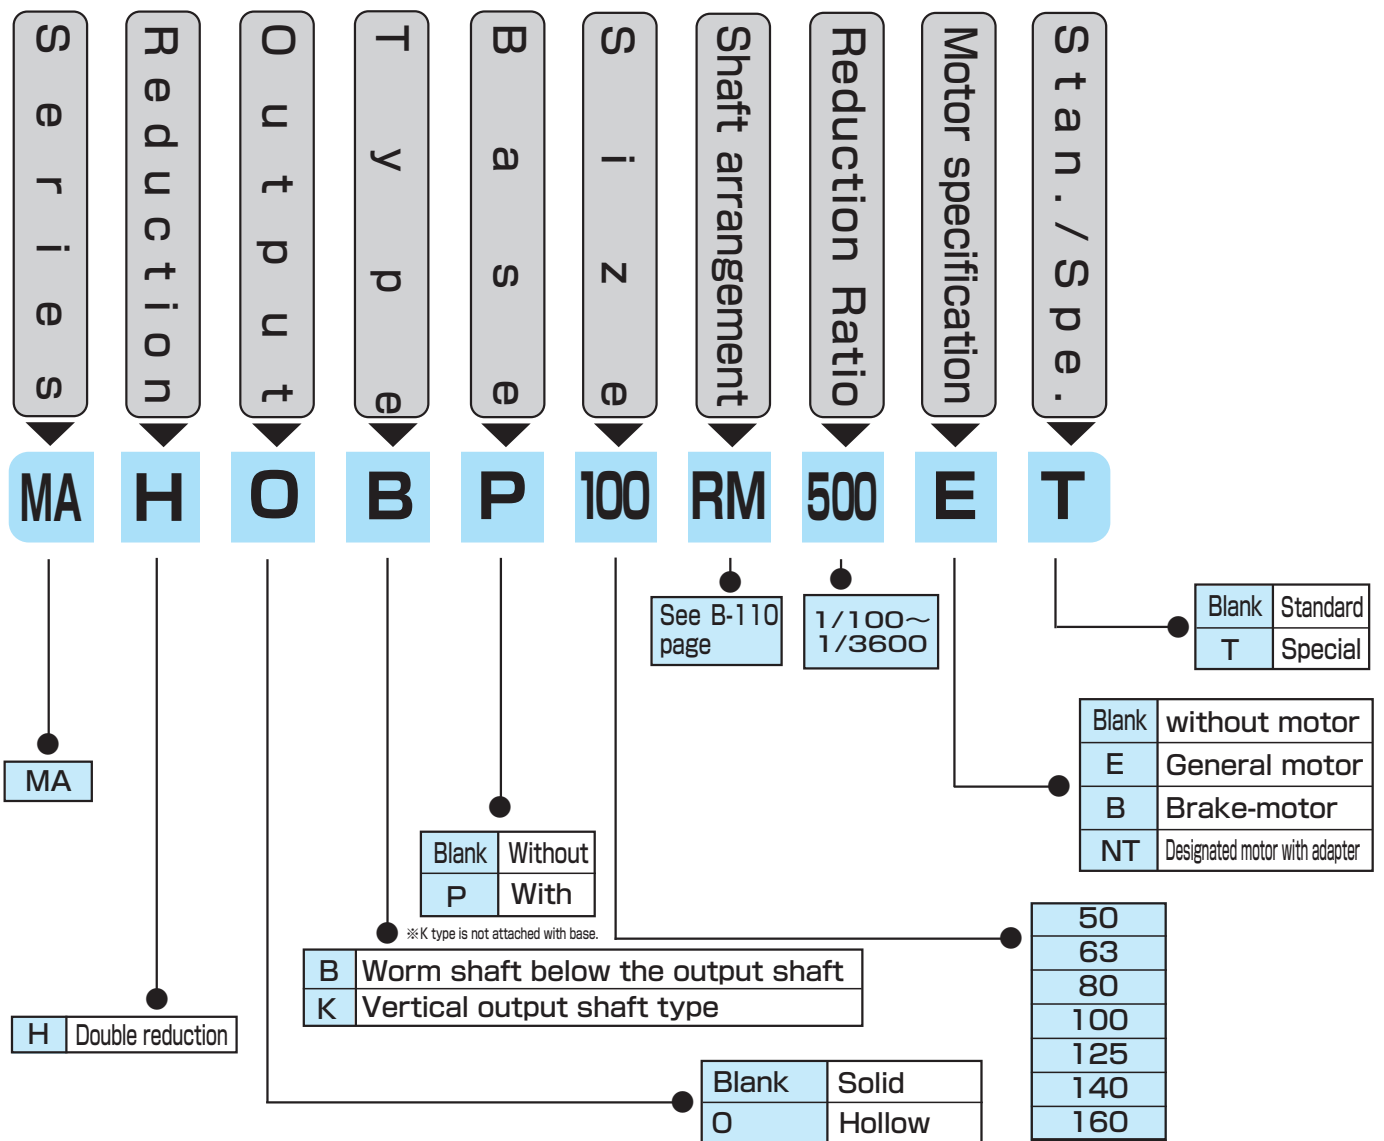 Series
Reduction
Output
Type
Base
Size
Shaft arrangement
Reduction Ratio
Motor specification
Stan./Spe.
MA H O B P 100 RM 500 E T
See B-110
page
1/100～
1/3600
Blank Standard
T Special
Blank without motor
E General motor
B Brake-motor
NT Designated motor with adapter
MA
Blank Without
P With
※K type is not attached with base.
B Worm shaft below the output shaft
K Vertical output shaft type
50
63
80
100
125
140
160
H Double reduction
Blank Solid
O Hollow